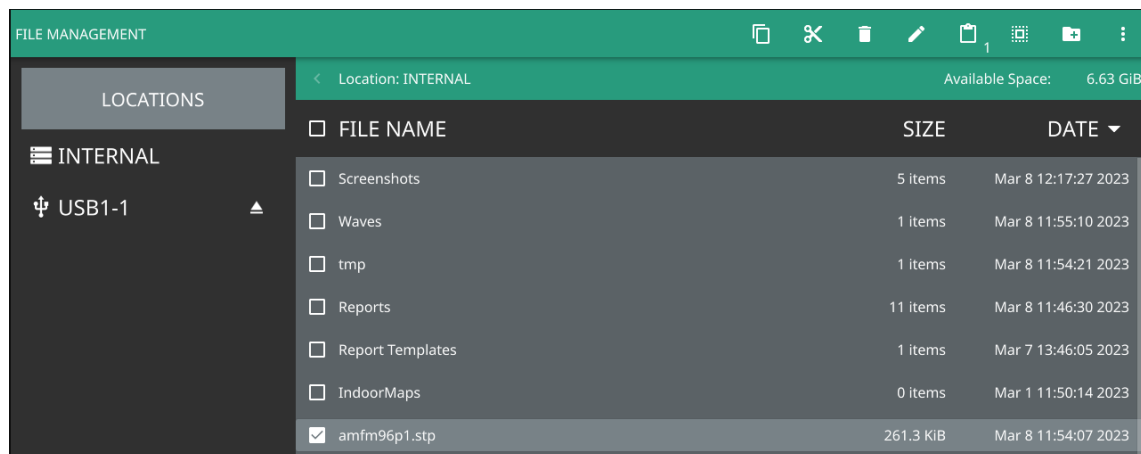 FILE MANAGEMENT
1
LOCATIONS
INTERNAL
USB1-1
Location: INTERNAL Available Space: 6.63 GiB
FILE NAME SIZE DATE
Screenshots 5 items Mar 8 12:17:27 2023
Waves 1 items Mar 8 11:55:10 2023
tmp 1 items Mar 8 11:54:21 2023
Reports 11 items Mar 8 11:46:30 2023
Report Templates 1 items Mar 7 13:46:05 2023
IndoorMaps 0 items Mar 1 11:50:14 2023
amfm96p1.stp 261.3 KiB Mar 8 11:54:07 2023